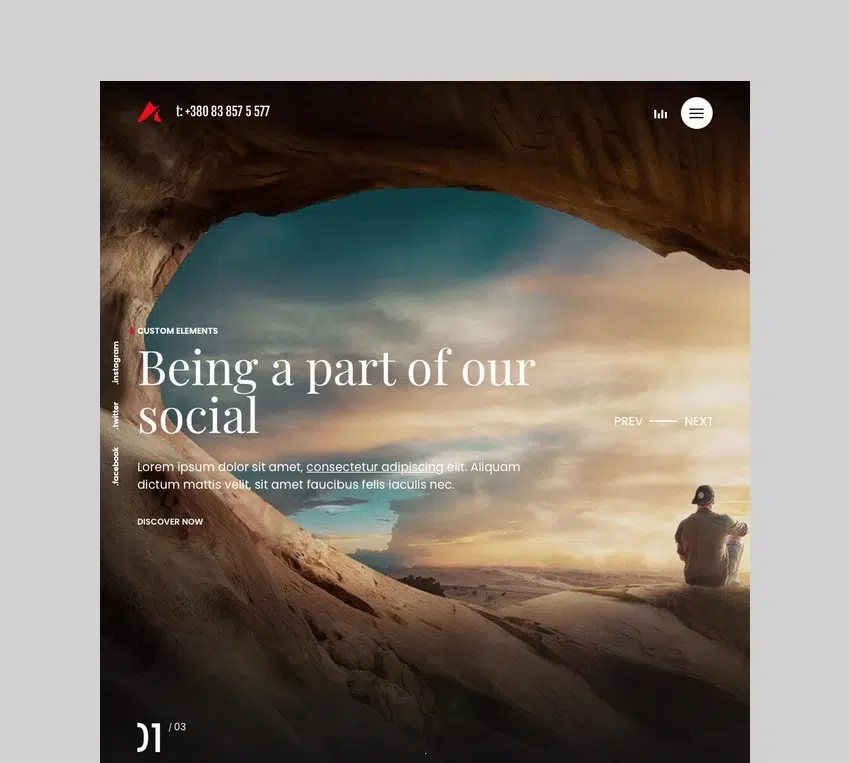 t: +380 83 857 5 577
CUSTOM ELEMENTS
Being a part of our
social
Lorem ipsum dolor sit amet, consectetur adipiscing elit. Aliquam
dictum mattis velit, sit amet faucibus felis iaculis nec.
DISCOVER NOW
.instagram
.twitter
.facebook
PREV
NEXT
01 / 03